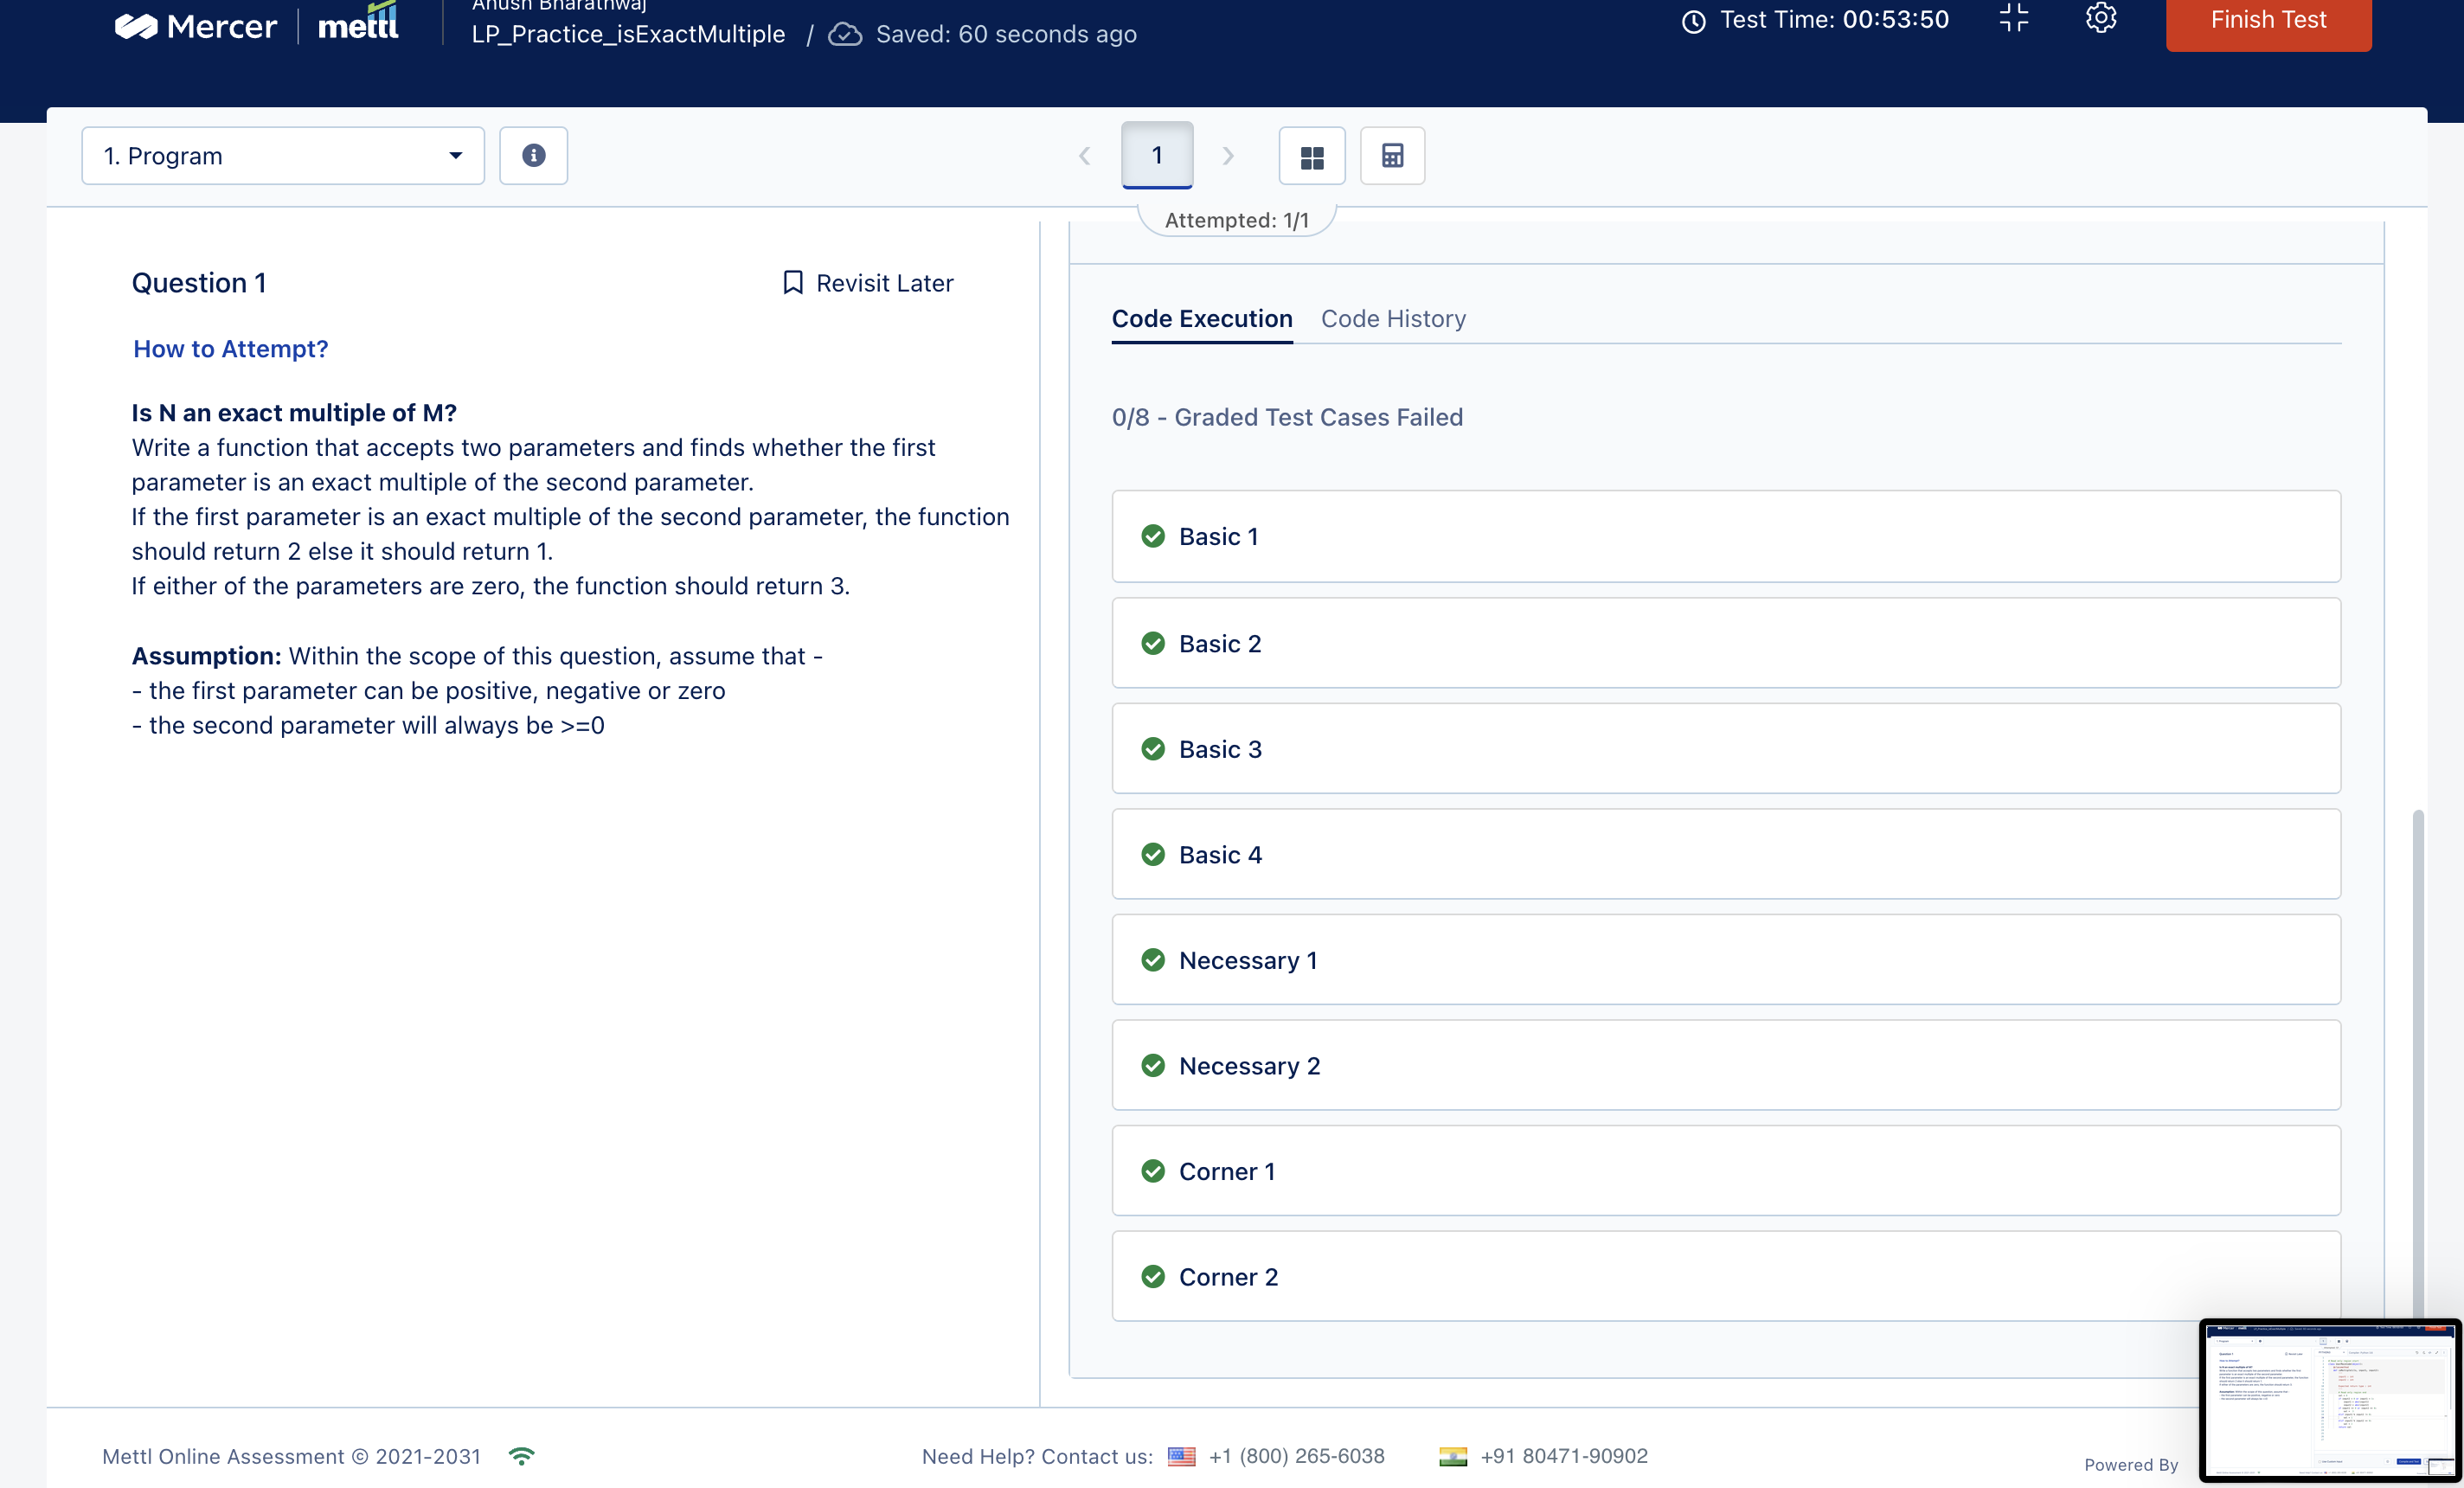 Mercer
mettl
Anush Bharathwaj
LP_Practice_isExactMultiple / Saved: 60 seconds ago
Test Time: 00:53:50
Finish Test
1. Program
1
Attempted: 1/1
Question 1
Revisit Later
How to Attempt?
Is N an exact multiple of M?
Write a function that accepts two parameters and finds whether the first
parameter is an exact multiple of the second parameter.
If the first parameter is an exact multiple of the second parameter, the function
should return 2 else it should return 1.
If either of the parameters are zero, the function should return 3.
Assumption: Within the scope of this question, assume that -
- the first parameter can be positive, negative or zero
- the second parameter will always be >=0
Code Execution
Code History
0/8 - Graded Test Cases Failed
Basic 1
Basic 2
Basic 3
Basic 4
Necessary 1
Necessary 2
Corner 1
Corner 2
Mettl Online Assessment © 2021-2031
Need Help? Contact us: +1 (800) 265-6038 +91 80471-90902
Powered By